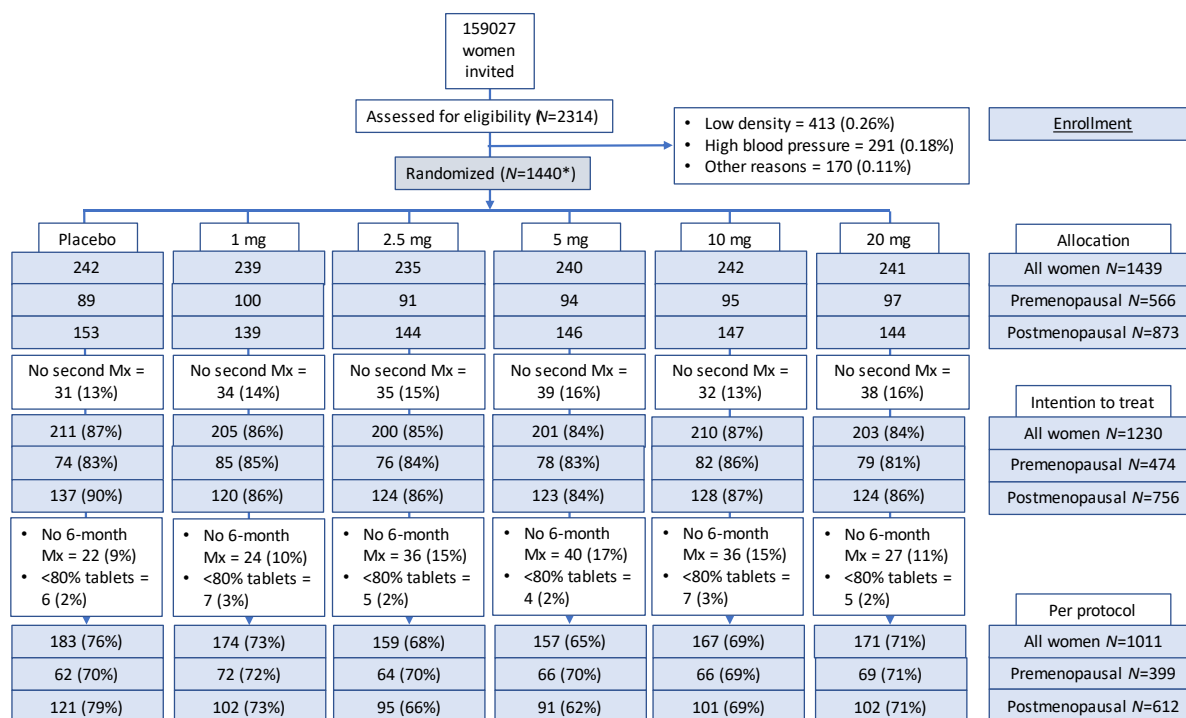 159027
women
invited
Assessed for eligibility (N=2314)
• Low density = 413 (0.26%)
• High blood pressure = 291 (0.18%)
• Other reasons = 170 (0.11%)
Enrollment
Randomized (N=1440*)
Placebo 1 mg 2.5 mg 5 mg 10 mg 20 mg Allocation
242 239 235 240 242 241 All women N=1439
89 100 91 94 95 97 Premenopausal N=566
153 139 144 146 147 144 Postmenopausal N=873
No second Mx = No second Mx = No second Mx = No second Mx = No second Mx = No second Mx =
31 (13%) 34 (14%) 35 (15%) 39 (16%) 32 (13%) 38 (16%)
Intention to treat
211 (87%) 205 (86%) 200 (85%) 201 (84%) 210 (87%) 203 (84%) All women N=1230
74 (83%) 85 (85%) 76 (84%) 78 (83%) 82 (86%) 79 (81%) Premenopausal N=474
137 (90%) 120 (86%) 124 (86%) 123 (84%) 128 (87%) 124 (86%) Postmenopausal N=756
• No 6-month • No 6-month • No 6-month • No 6-month • No 6-month • No 6-month
Mx = 22 (9%) Mx = 24 (10%) Mx = 36 (15%) Mx = 40 (17%) Mx = 36 (15%) Mx = 27 (11%)
• <80% tablets = • <80% tablets = • <80% tablets = • <80% tablets = • <80% tablets = • <80% tablets =
6 (2%) 7 (3%) 5 (2%) 4 (2%) 7 (3%) 5 (2%)
Per protocol
183 (76%) 174 (73%) 159 (68%) 157 (65%) 167 (69%) 171 (71%) All women N=1011
62 (70%) 72 (72%) 64 (70%) 66 (70%) 66 (69%) 69 (71%) Premenopausal N=399
121 (79%) 102 (73%) 95 (66%) 91 (62%) 101 (69%) 102 (71%) Postmenopausal N=612